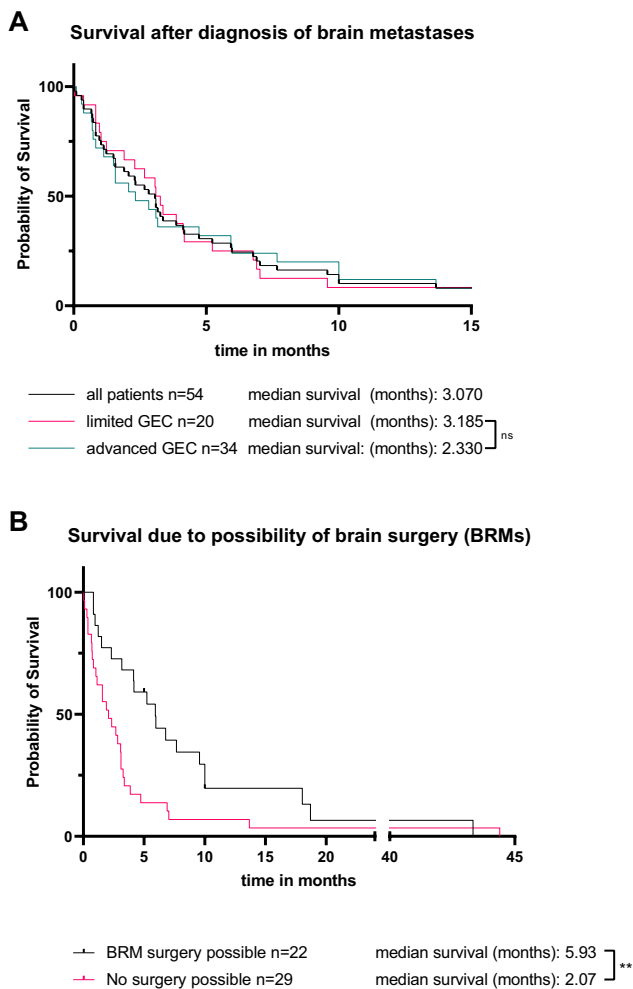 A
Survival after diagnosis of brain metastases
Probability of Survival
100
50
0
0 5 10 15
time in months
all patients n=54 median survival (months): 3.070
limited GEC n=20 median survival (months): 3.185
ns
advanced GEC n=34 median survival: (months): 2.330
B
Survival due to possibility of brain surgery (BRMs)
Probability of Survival
100
50
0
0 5 10 15 20 40 45
time in months
BRM surgery possible n=22 median survival (months): 5.93
**
No surgery possible n=29 median survival (months): 2.07